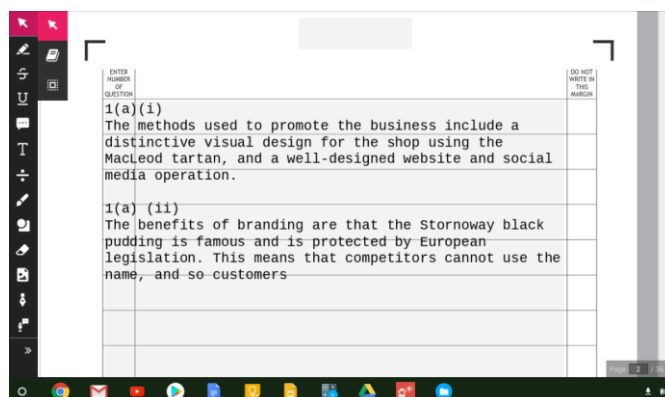 ENTER
NUMBER
OF
QUESTION
DO NOT
WRITE IN
THIS
MARGIN
1(a)(i)
The methods used to promote the business include a
distinctive visual design for the shop using the
MacLeod tartan, and a well-designed website and social
media operation.
1(a) (ii)
The benefits of branding are that the Stornoway black
pudding is famous and is protected by European
legislation. This means that competitors cannot use the
name, and so customers
Page 2 /